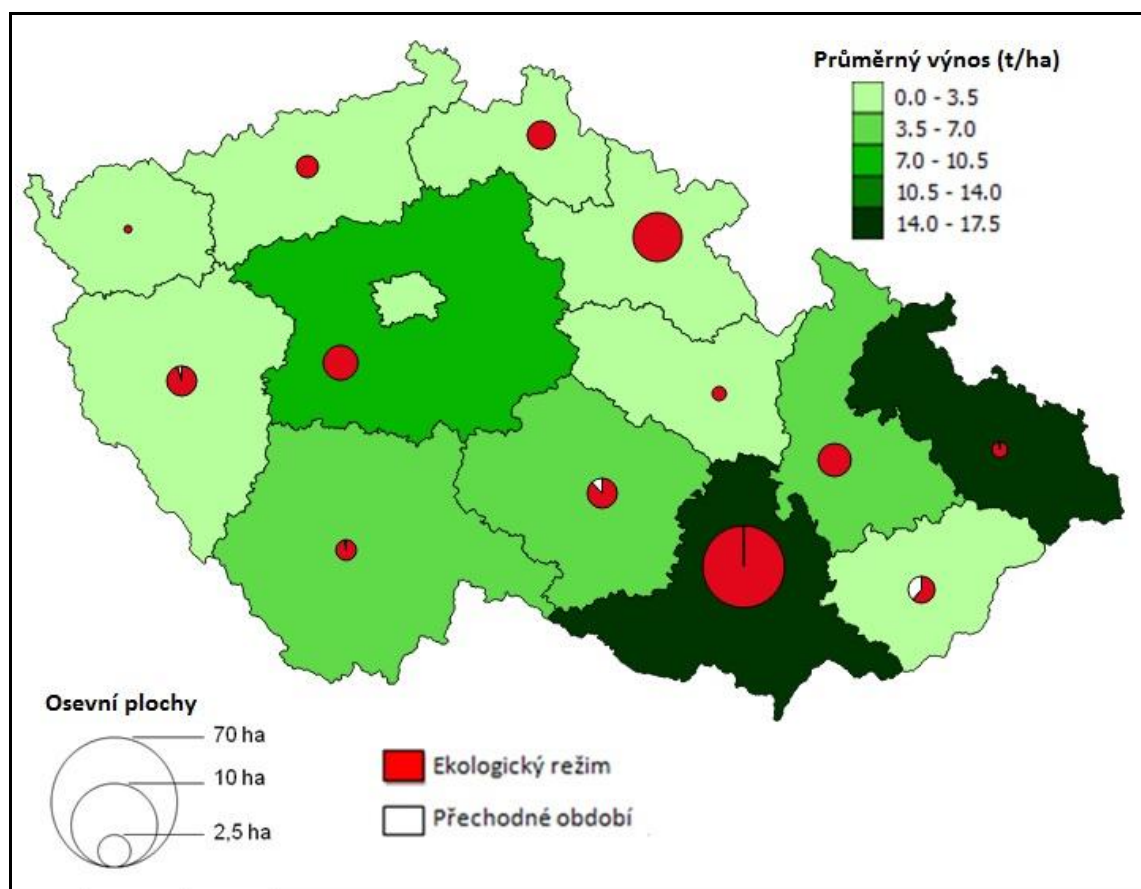 Průměrný výnos (t/ha)
0.0 - 3.5
3.5 - 7.0
7.0 - 10.5
10.5 - 14.0
14.0 - 17.5
Osevní plochy
70 ha
10 ha
2,5 ha
Ekologický režim
Přechodné období